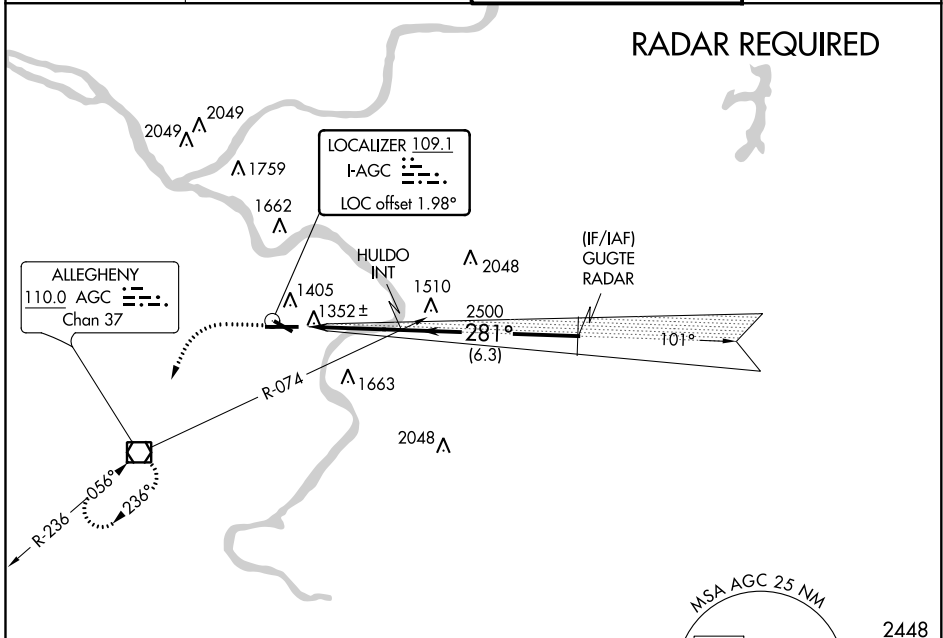 RADAR REQUIRED
2049
2049
1759
1662
LOCALIZER 109.1
I-AGC
LOC offset 1.98°
HULDO
INT
2048
(IF/IAF)
GUGTE
RADAR
ALLEGHENY
110.0 AGC
Chan 37
1405
1352 ±
1510
2500
281°
(6.3)
101°
R-074
1663
2048
R-236
056°
236°
MSA AGC 25 NM
2448